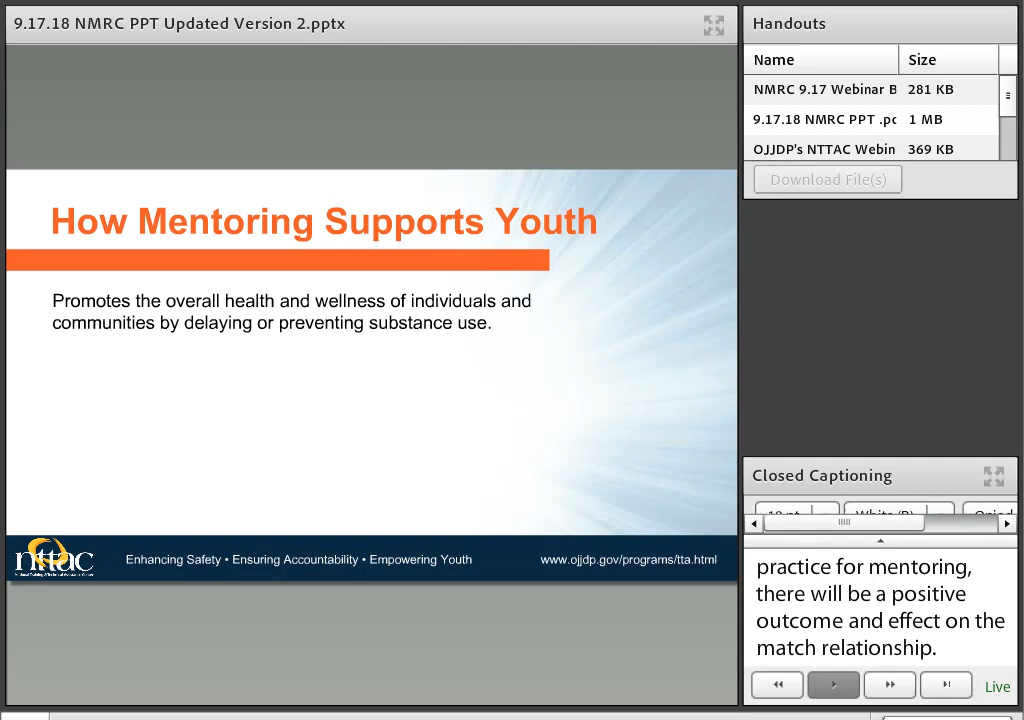 9.17.18 NMRC PPT Updated Version 2.pptx
How Mentoring Supports Youth
Promotes the overall health and wellness of individuals and
communities by delaying or preventing substance use.
nttac
Enhancing Safety • Ensuring Accountability • Empowering Youth
www.ojjdp.gov/programs/tta.html
Handouts
Name Size
NMRC 9.17 Webinar B 281 KB
9.17.18 NMRC PPT .pc 1 MB
OJJDP's NTTAC Webin 369 KB
Download File(s)
Closed Captioning
practice for mentoring,
there will be a positive
outcome and effect on the
match relationship.
Live